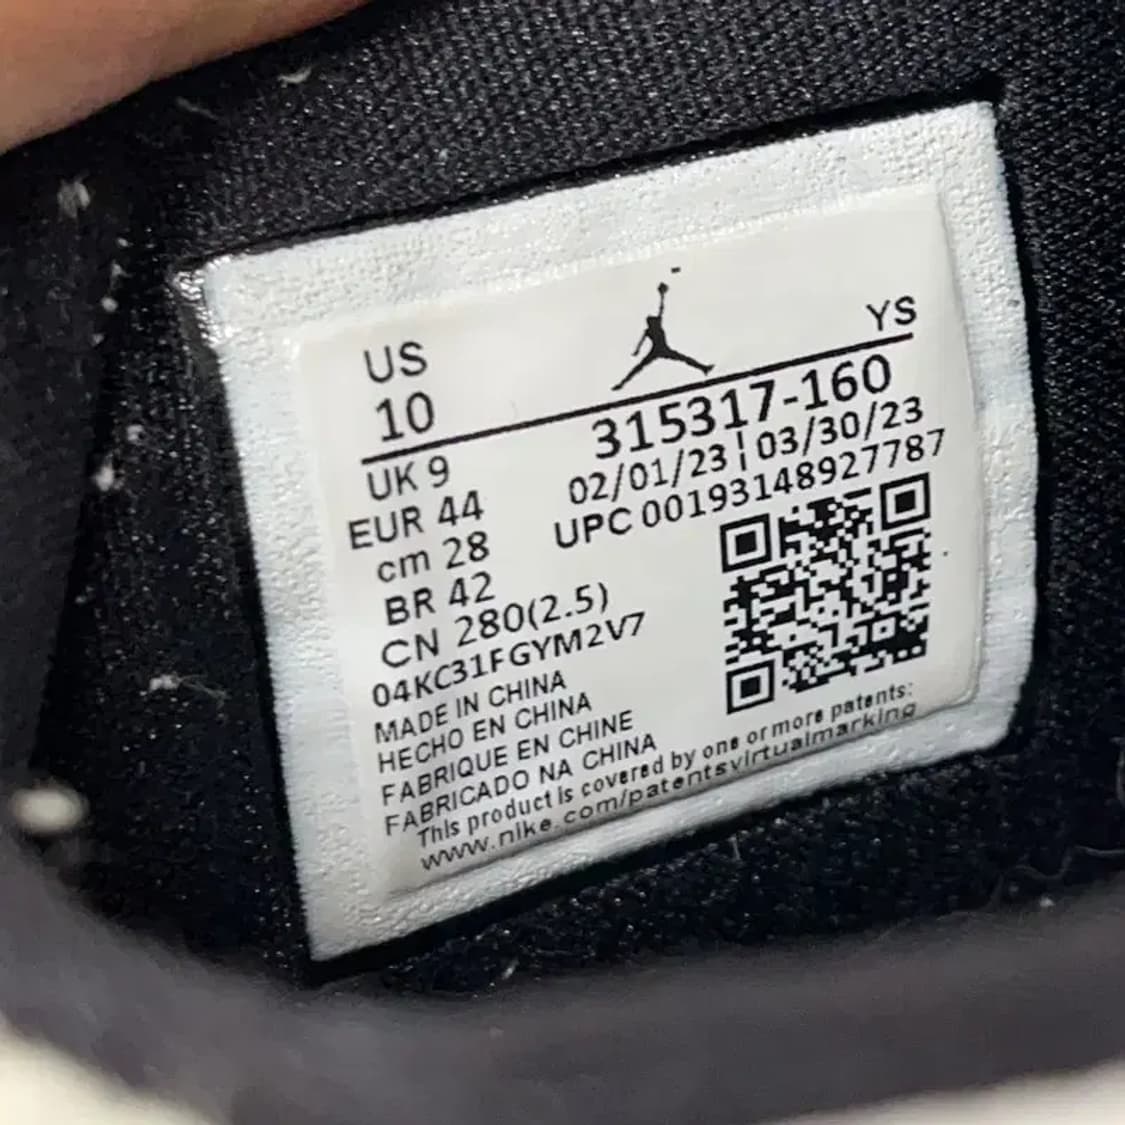 US
10
YS
315317-160
02/01/23 | 03/30/23
UPC 00193148927787
UK 9
EUR 44
cm 28
BR 42
CN 280(2.5)
04KC31FGYM2V7
MADE IN CHINA
HECHO EN CHINA
FABRIQUE EN CHINE
FABRICADO NA CHINA
This product is covered by one or more patents:
www.nike.com/patentsvirtualmarking